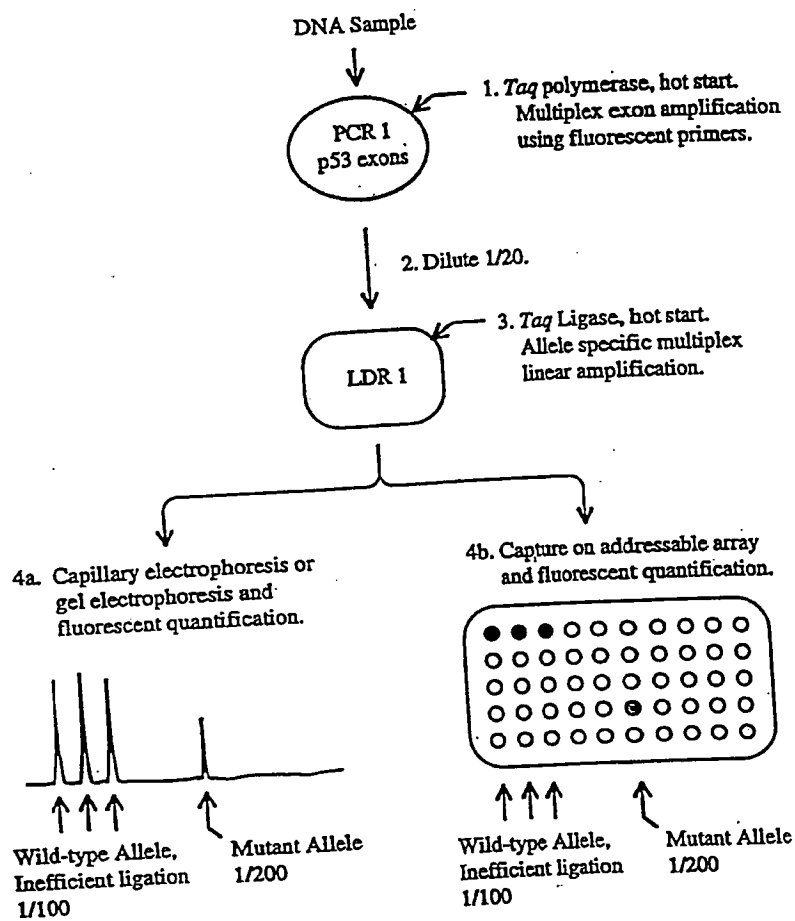 DNA Sample
1. Taq polymerase, hot start.
Multiplex exon amplification
using fluorescent primers.
PCR 1
p53 exons
2. Dilute 1/20.
3. Taq Ligase, hot start.
Allele specific multiplex
linear amplification.
LDR 1
4a. Capillary electrophoresis or
gel electrophoresis and
fluorescent quantification.
4b. Capture on addressable array
and fluorescent quantification.
Wild-type Allele,
Inefficient ligation
1/100
Mutant Allele
1/200
Wild-type Allele,
Inefficient ligation
1/100
Mutant Allele
1/200